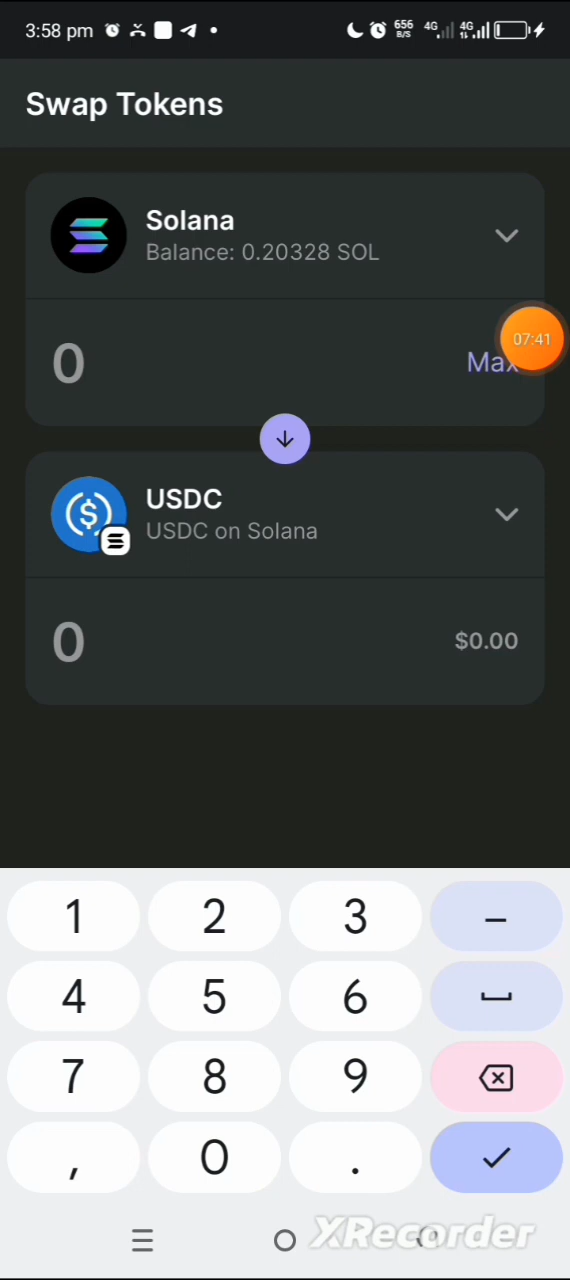 3:58 pm
656
B/S
4G
4G
Swap Tokens
Solana
Balance: 0.20328 SOL
07:41
0
Max
USDC
USDC on Solana
0
$0.00
1 2 3 –
4 5 6
7 8 9
, 0 .
XRecorder